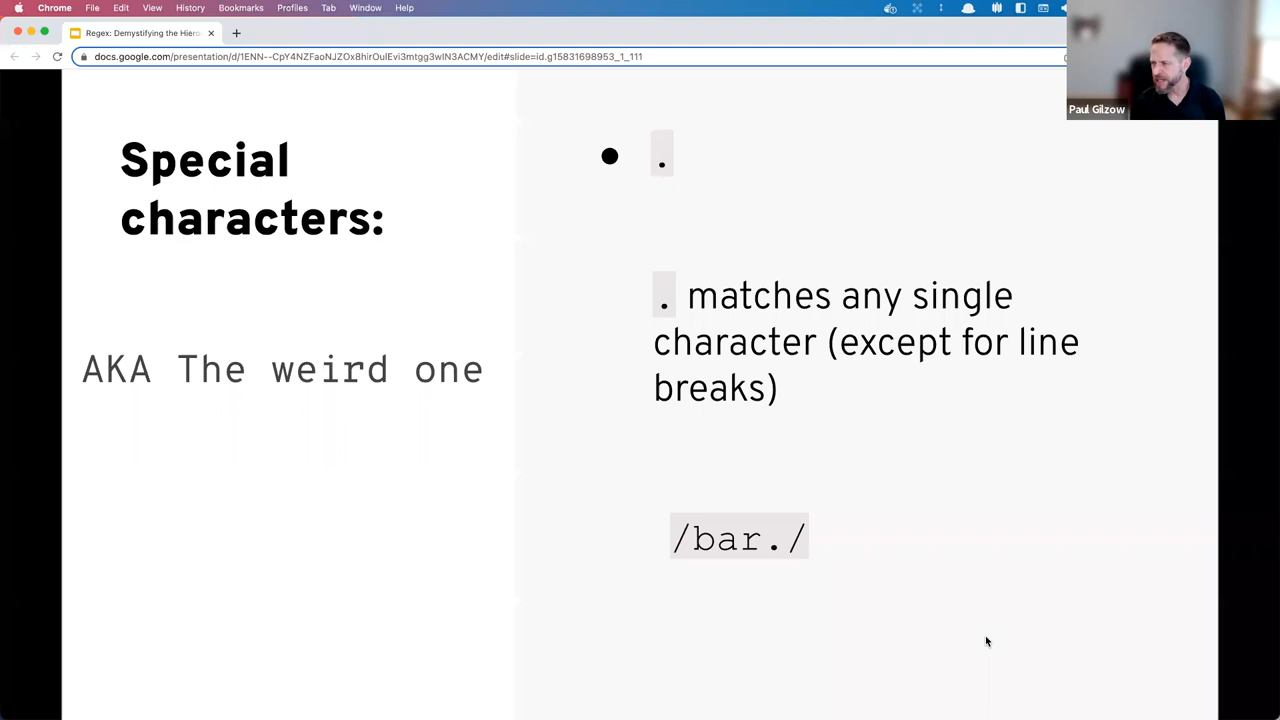 Chrome File Edit View History Bookmarks Profiles Tab Window Help
Regex: Demystifying the Hiero
docs.google.com/presentation/d/1ENN--CpY4NZFaoNJZOx8hirOulEvi3mtgg3wIN3ACMY/edit#slide=id.g15831698953_1_111
Paul Gilzow
Special
characters:
AKA The weird one
● .
. matches any single
character (except for line
breaks)
/bar./